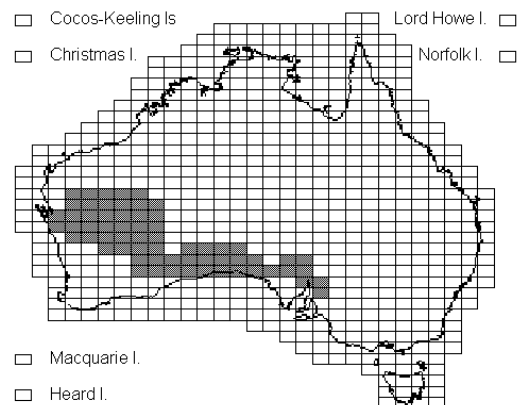 Cocos-Keeling Is
Lord Howe I.
Christmas I.
Norfolk I.
Macquarie I.
Heard I.